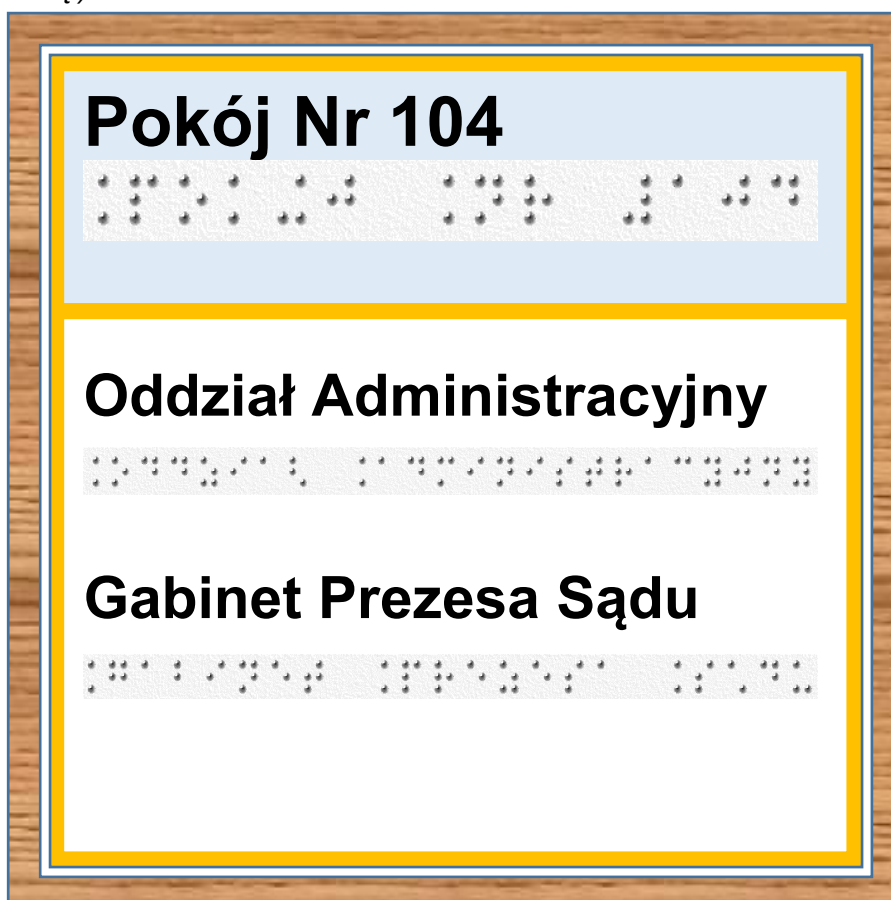 Pokój Nr 104
⠨⠏⠕⠅⠬⠚ ⠨⠝⠗ ⠼⠁⠚⠙
Oddział Administracyjny
⠨⠕⠙⠙⠵⠊⠁⠣ ⠨⠁⠙⠍⠊⠝⠊⠎⠞⠗⠁⠉⠽⠚⠝⠽
Gabinet Prezesa Sądu
⠨⠛⠁⠃⠊⠝⠑⠞ ⠨⠏⠗⠑⠵⠑⠎⠁ ⠨⠎⠡⠙⠥